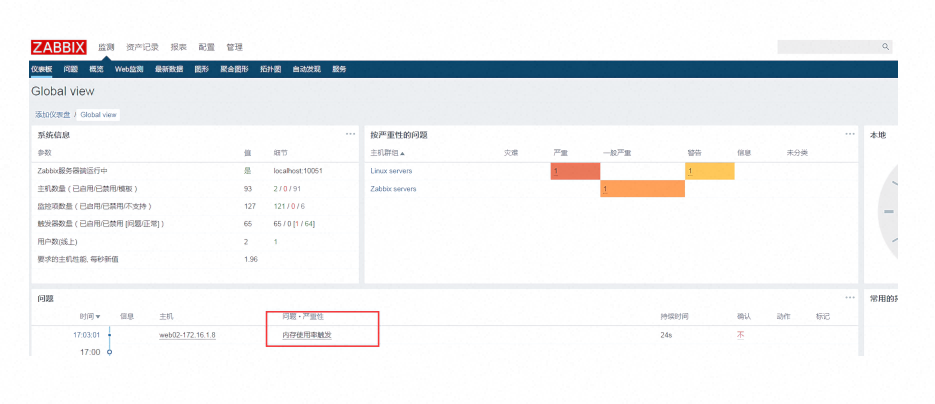 ZABBIX 监测 资产记录 报表 配置 管理
仪表板 问题 概览 Web监测 最新数据 图形 聚合图形 拓扑图 自动发现 服务
Global view
添加仪表盘 / Global view
系统信息 ···
参数 值 细节
Zabbix服务器端运行中 是 localhost:10051
主机数量（已启用/已禁用/模板） 93 2 / 0 / 91
监控项数量（已启用/已禁用/不支持） 127 121 / 0 / 6
触发器数量（已启用/已禁用 [问题/正常]） 65 65 / 0 [1 / 64]
用户数(线上) 2 1
要求的主机性能, 每秒新值 1.96
按严重性的问题 ···
主机群组▲ 灾难 严重 一般严重 警告 信息 未分类
Linux servers 1 1
Zabbix servers 1
本地
问题 ···
时间▼ 信息 主机 问题・严重性 持续时间 确认 动作 标记
17:03:01 web02-172.16.1.8 内存使用率触发 24s 不
17:00
常用的